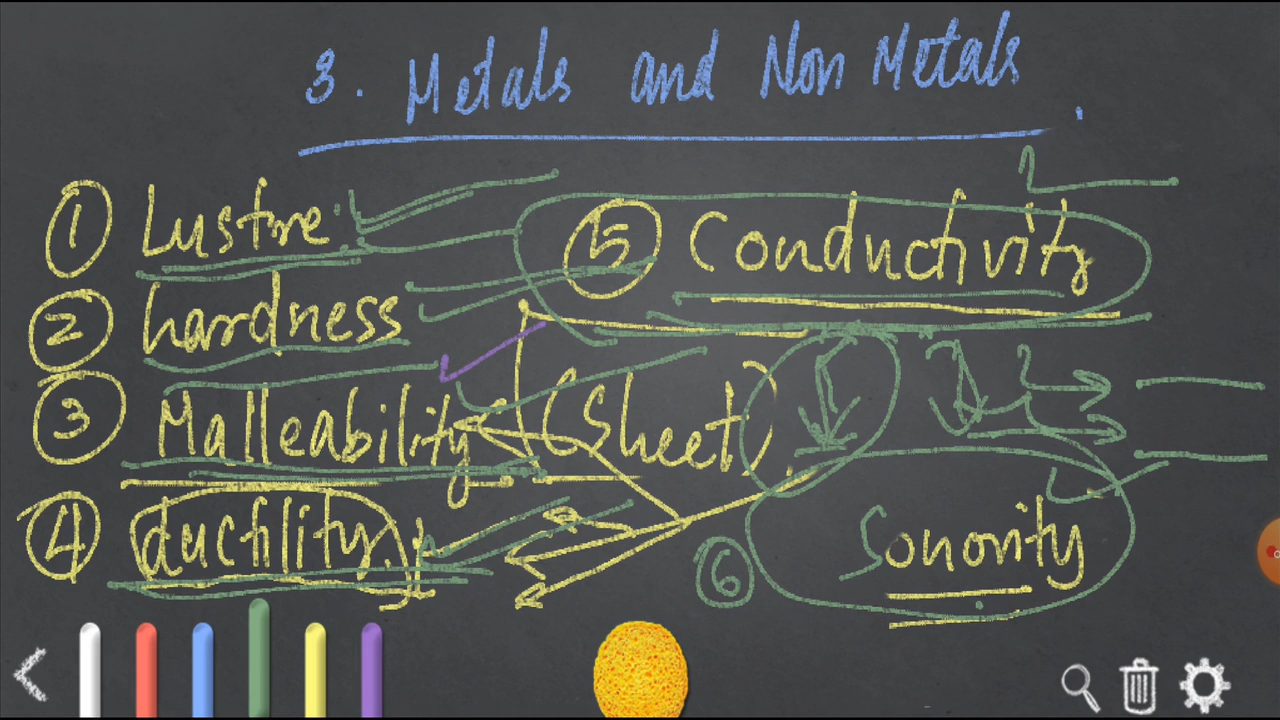 3. Metals and Non Metals
1 Lustre
2 hardness
3 Malleability (Sheet)
4 ductility
5 Conductivity
6 Sonority